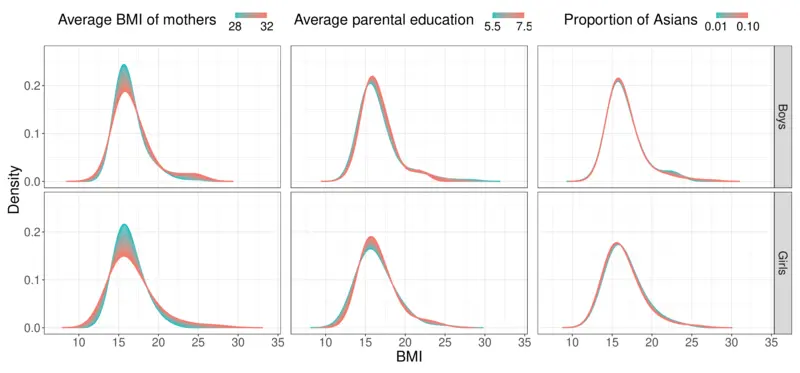 Average BMI of mothers 28 32 Average parental education 5.5 7.5 Proportion of Asians 0.01 0.10
0.2
0.1
0.0
Boys
Density
0.2
0.1
0.0
Girls
10 15 20 25 30 35 10 15 20 25 30 35 10 15 20 25 30 35
BMI